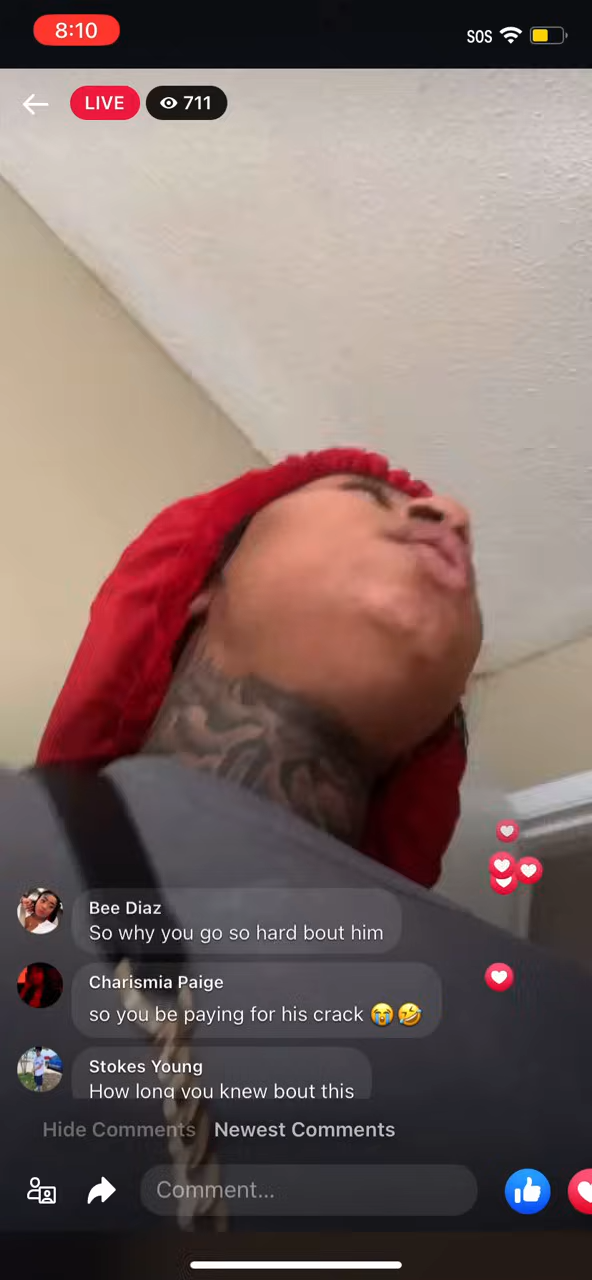 8:10
SOS
LIVE
711
Bee Diaz
So why you go so hard bout him
Charismia Paige
so you be paying for his crack 😭🤣
Stokes Young
How long you knew bout this
Hide Comments Newest Comments
Comment...